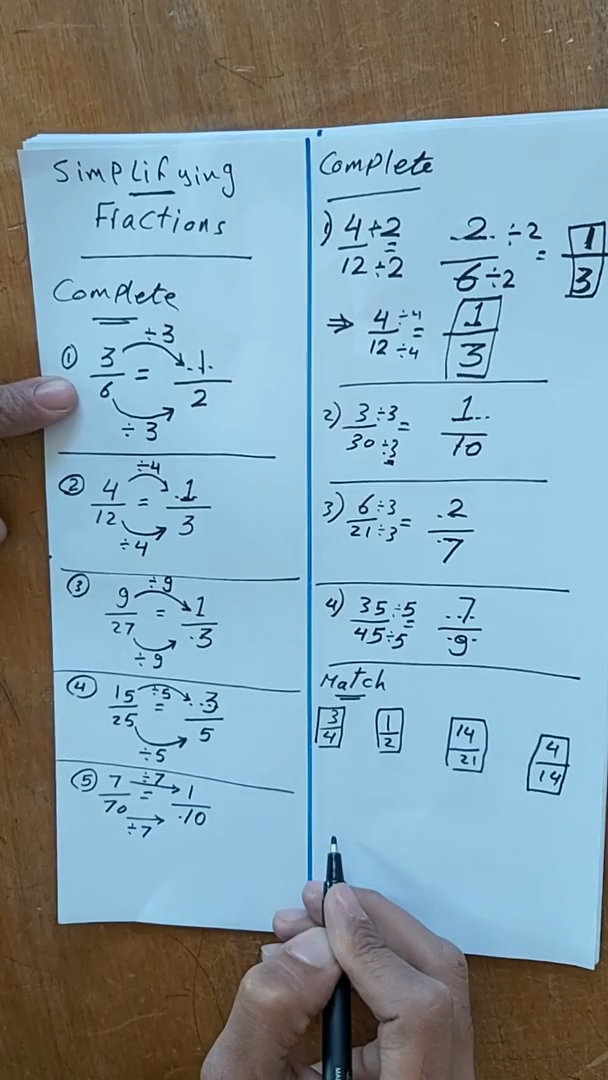 Simplifying
Fractions
Complete
① 3/6 = 1/2
÷3
÷3
② 4/12 = 1/3
÷4
÷4
③ 9/27 = 1/3
÷9
÷9
④ 15/25 = 3/5
÷5
÷5
⑤ 7/70 = 1/10
÷7
÷7
Complete
1) 4÷2/12÷2 = 2÷2/6÷2 = 1/3
⇒ 4÷4/12÷4 = 1/3
2) 3÷3/30÷3 = 1/10
3) 6÷3/21÷3 = 2/7
4) 35÷5/45÷5 = 7/9
Match
3/4 1/2 14/21 4/14